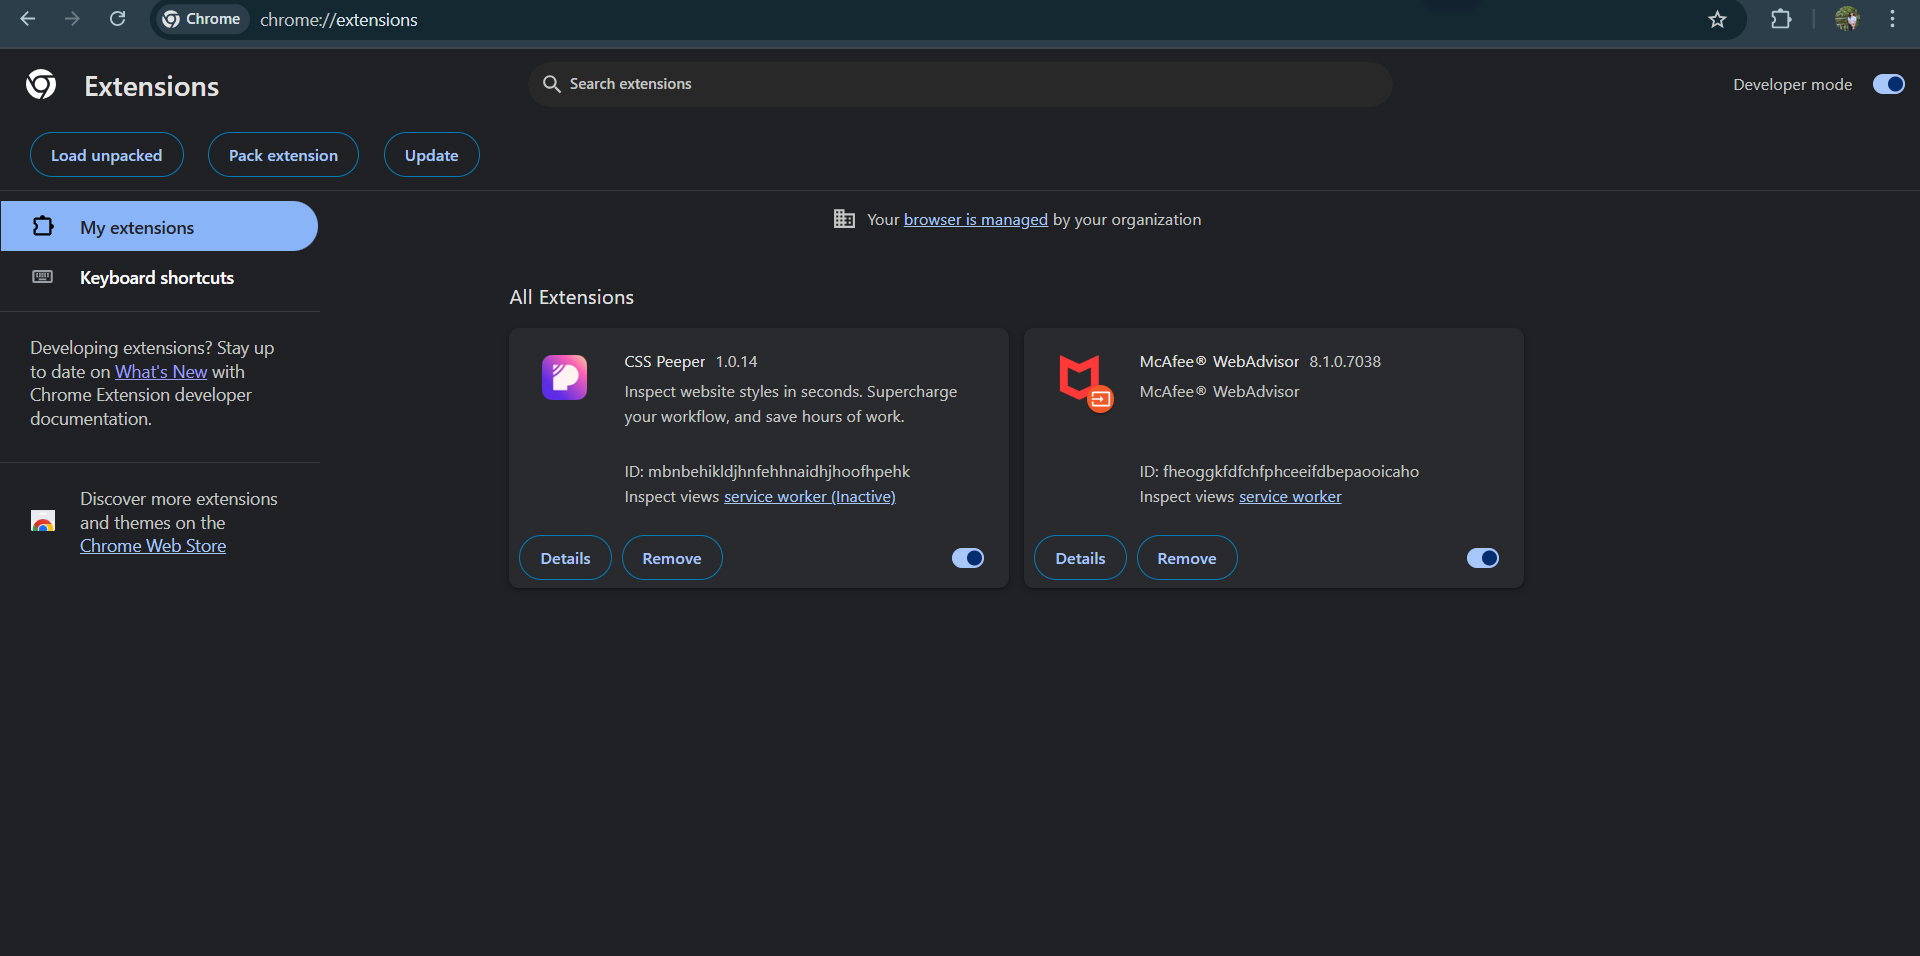 Chrome
chrome://extensions
Extensions
Search extensions
Developer mode
Load unpacked
Pack extension
Update
My extensions
Keyboard shortcuts
Developing extensions? Stay up
to date on What's New with
Chrome Extension developer
documentation.
Discover more extensions
and themes on the
Chrome Web Store
Your browser is managed by your organization
All Extensions
CSS Peeper 1.0.14
Inspect website styles in seconds. Supercharge
your workflow, and save hours of work.
ID: mbnbehikldjhnfehhnaidhjhoofhpehk
Inspect views service worker (Inactive)
Details
Remove
McAfee® WebAdvisor 8.1.0.7038
McAfee® WebAdvisor
ID: fheoggkfdfchfphceeifdbepaooicaho
Inspect views service worker
Details
Remove